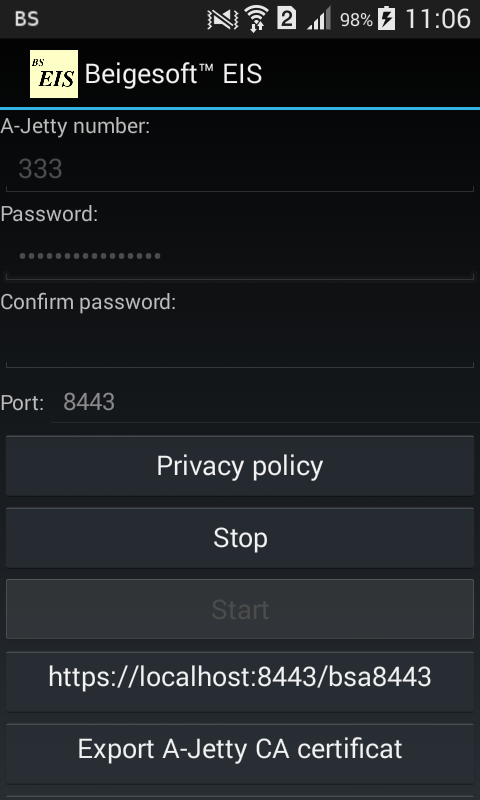 BS 2 98% 11:06
BS EIS Beigesoft™ EIS
A-Jetty number:
333
Password:
••••••••••••••••
Confirm password:
Port: 8443
Privacy policy
Stop
Start
https://localhost:8443/bsa8443
Export A-Jetty CA certificat